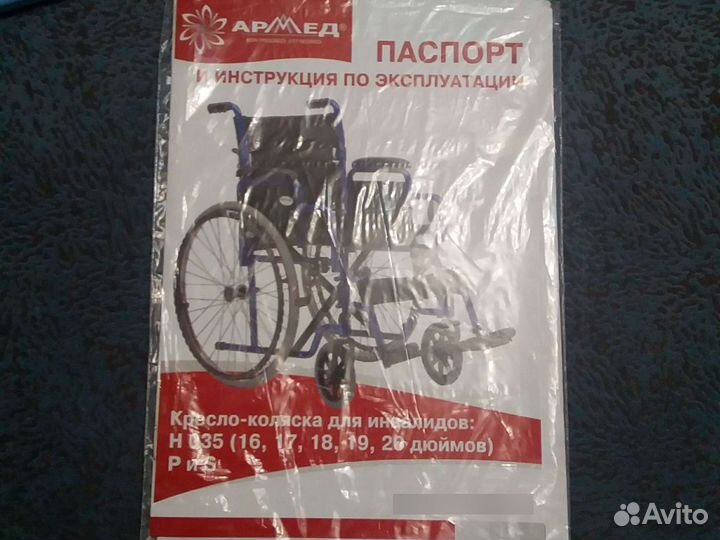 АРМЕД®
ПАСПОРТ
И ИНСТРУКЦИЯ ПО ЭКСПЛУАТАЦИИ
Кресло-коляска для инвалидов:
Н 035 (16, 17, 18, 19, 20 дюймов)
Р и S
Avito